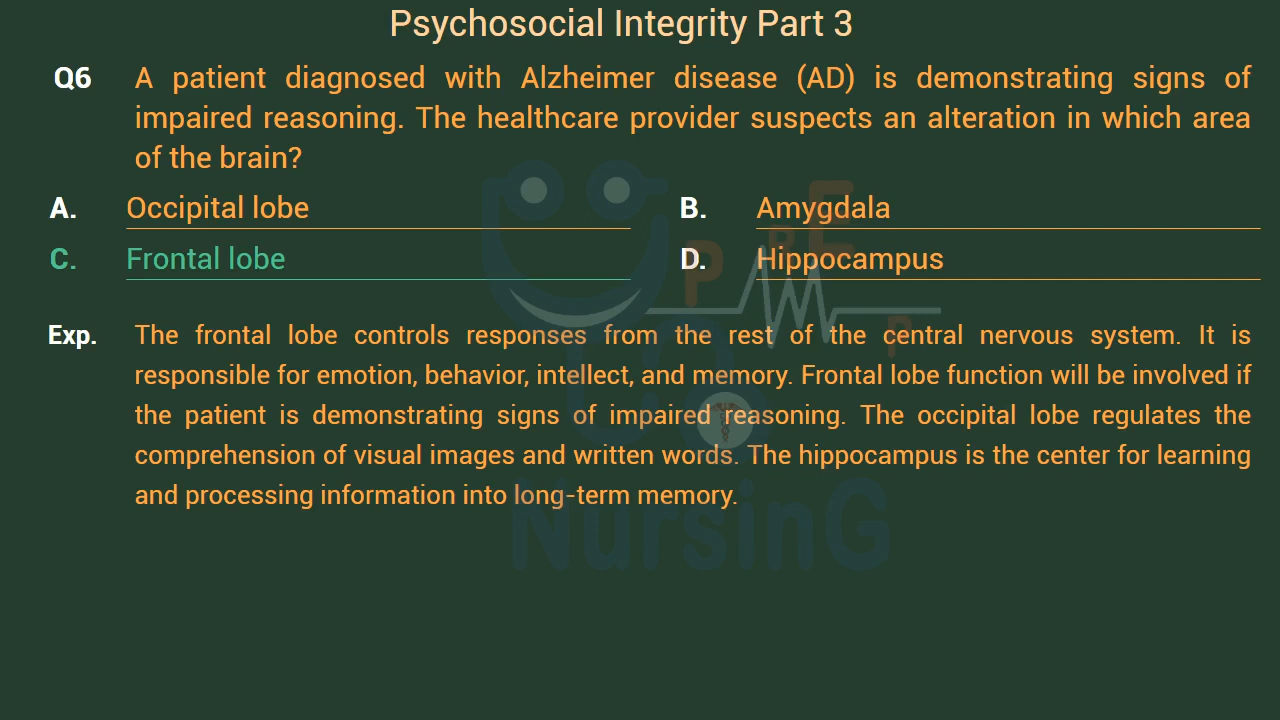 Psychosocial Integrity Part 3
Q6 A patient diagnosed with Alzheimer disease (AD) is demonstrating signs of
impaired reasoning. The healthcare provider suspects an alteration in which area
of the brain?
A. Occipital lobe B. Amygdala
C. Frontal lobe D. Hippocampus
Exp. The frontal lobe controls responses from the rest of the central nervous system. It is
responsible for emotion, behavior, intellect, and memory. Frontal lobe function will be involved if
the patient is demonstrating signs of impaired reasoning. The occipital lobe regulates the
comprehension of visual images and written words. The hippocampus is the center for learning
and processing information into long-term memory.
P R E P
NursinG